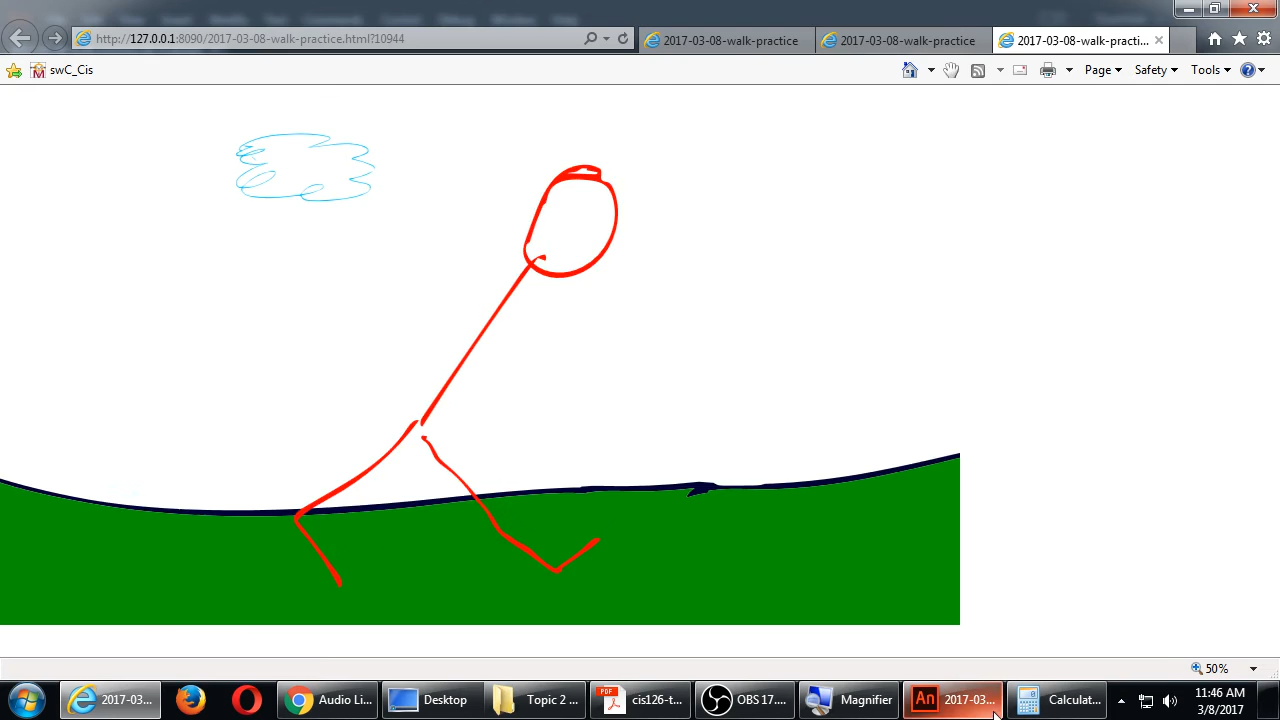 http://127.0.0.1:8090/2017-03-08-walk-practice.html?10944
2017-03-08-walk-practice
2017-03-08-walk-practice
2017-03-08-walk-practi...
swC_Cis
Page
Safety
Tools
50%
2017-03...
Audio Li...
Desktop
Topic 2 ...
PDF
cis126-t...
OBS 17....
Magnifier
An
2017-03...
Calculat...
11:46 AM
3/8/2017